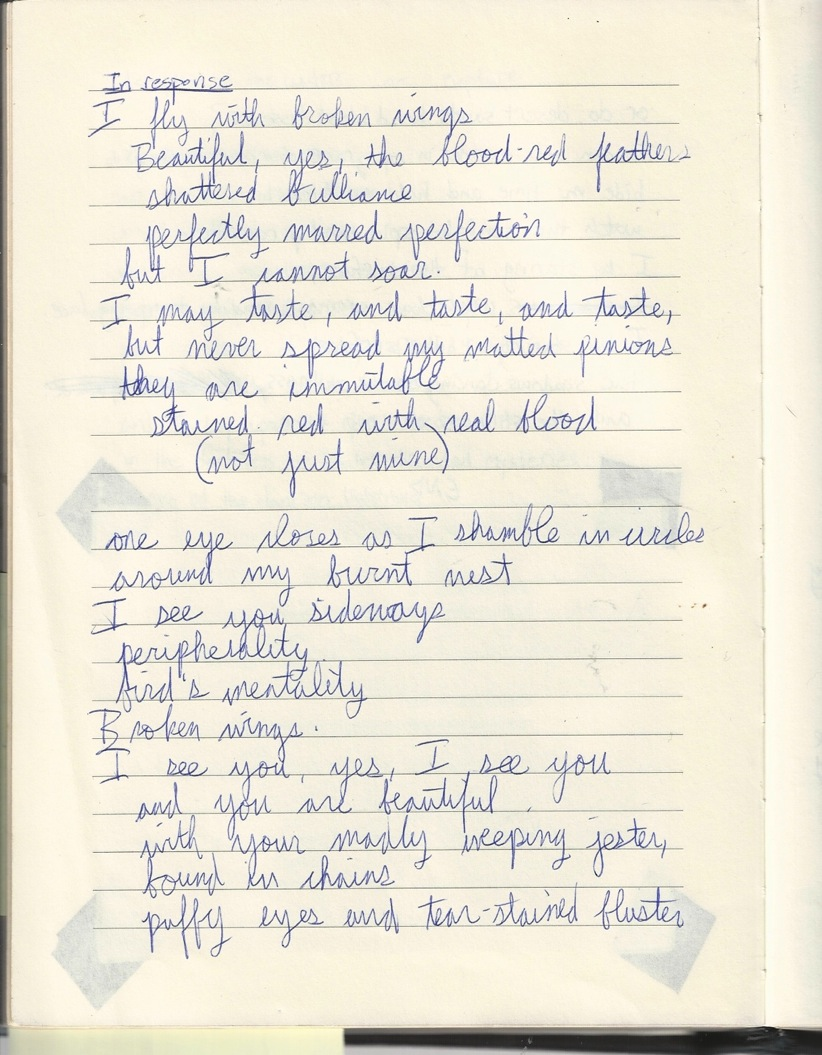 In response
I fly with broken wings
Beautiful, yes, the blood-red feathers
shattered brilliance
perfectly marred perfection
but I cannot soar.
I may taste, and taste, and taste,
but never spread my matted pinions
they are immutable
stained red with real blood
(not just mine)
one eye closes as I shamble in circles
around my burnt nest
I see you sideways
peripherality
bird's mentality
Broken wings.
I see you, yes, I see you
and you are beautiful
with your madly weeping jester,
bound in chains
puffy eyes and tear-stained bluster